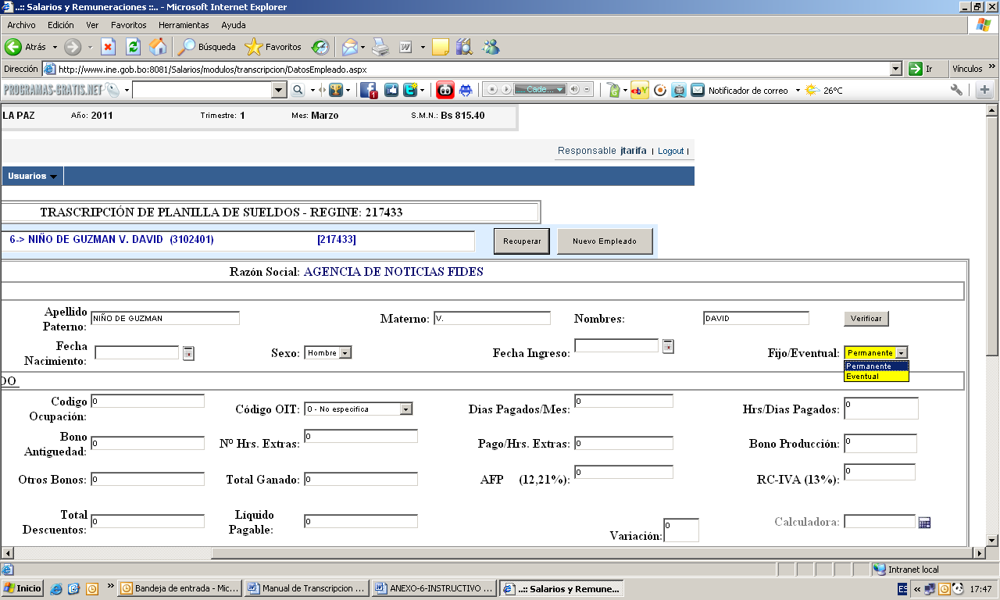 ..:: Salarios y Remuneraciones ::.. - Microsoft Internet Explorer
Archivo Edición Ver Favoritos Herramientas Ayuda
Atrás Búsqueda Favoritos
Dirección http://www.ine.gob.bo:8081/Salarios/modulos/transcripcion/DatosEmpleado.aspx Ir Vínculos »
PROGRAMAS-GRATIS.NET Cade... Notificador de correo 26°C
LA PAZ Año: 2011 Trimestre: 1 Mes: Marzo S.M.N.: Bs 815.40
Responsable jtarifa | Logout |
Usuarios
TRASCRIPCIÓN DE PLANILLA DE SUELDOS - REGINE: 217433
6-> NIÑO DE GUZMAN V. DAVID (3102401) [217433] Recuperar Nuevo Empleado
Razón Social: AGENCIA DE NOTICIAS FIDES
Apellido Paterno: NIÑO DE GUZMAN Materno: V. Nombres: DAVID Verificar
Fecha Nacimiento: Sexo: Hombre Fecha Ingreso: Fijo/Eventual: Permanente
Permanente
Eventual
DO
Codigo Ocupación: 0 Código OIT: 0 - No especifica Dias Pagados/Mes: 0 Hrs/Dias Pagados: 0
Bono Antiguedad: 0 Nº Hrs. Extras: 0 Pago/Hrs. Extras: 0 Bono Producción: 0
Otros Bonos: 0 Total Ganado: 0 AFP (12,21%): 0 RC-IVA (13%): 0
Total Descuentos: 0 Líquido Pagable: 0 Variación: 0 Calculadora:
Intranet local
Inicio » Bandeja de entrada - Mic... Manual de Transcripcion ... ANEXO-6-INSTRUCTIVO ... ..:: Salarios y Remune... ES « 17:47